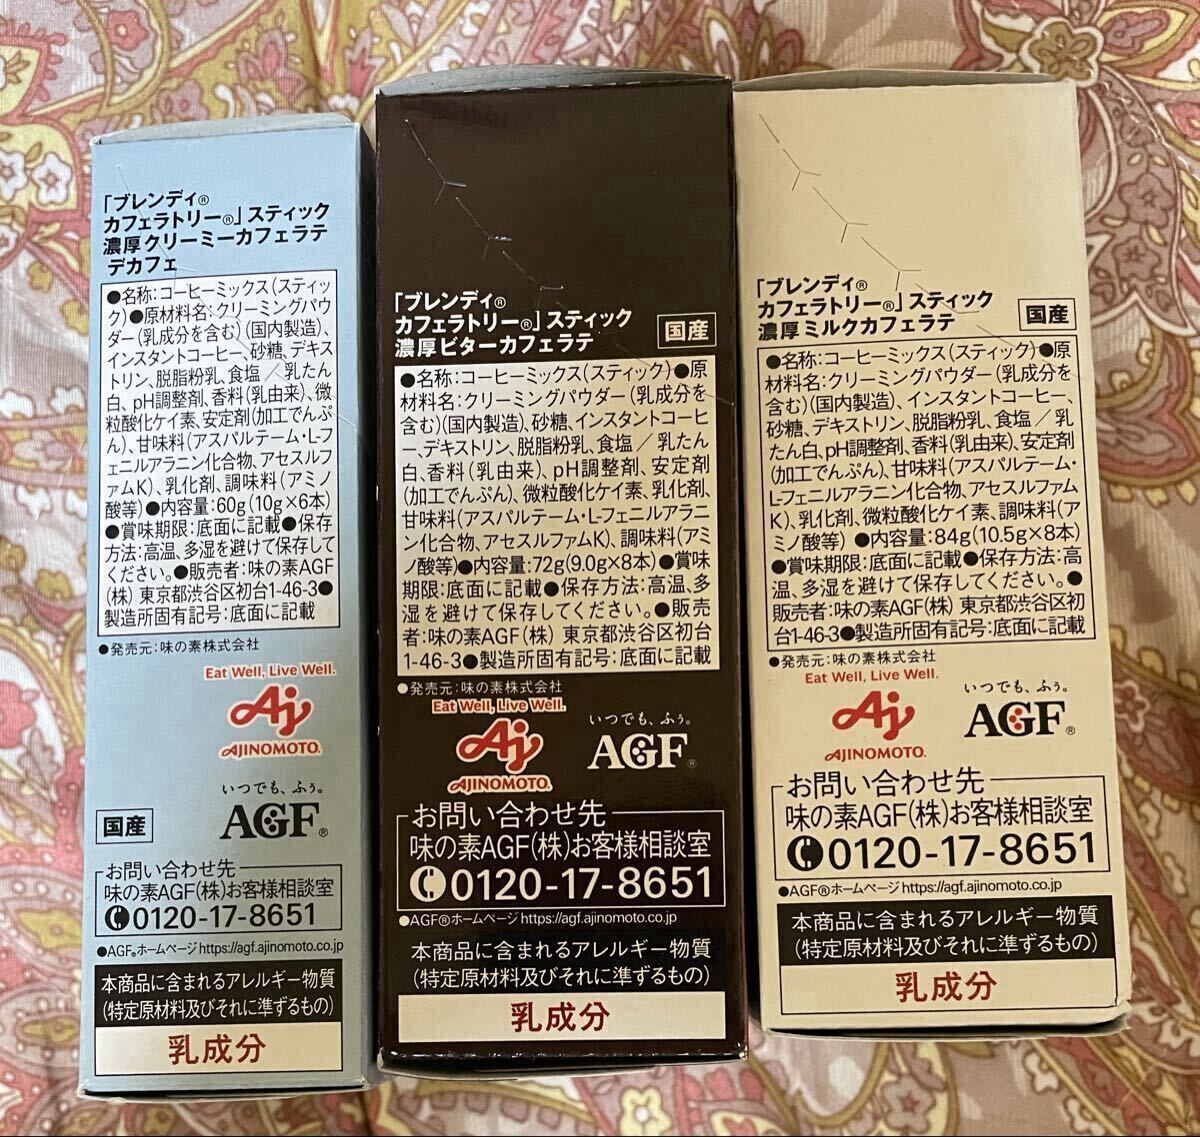 「ブレンディ®
カフェラトリー®」スティック
濃厚クリーミーカフェラテ
デカフェ
●名称:コーヒーミックス(スティッ
ク)●原材料名:クリーミングパウ
ダー(乳成分を含む)(国内製造)、
インスタントコーヒー、砂糖、デキス
トリン、脱脂粉乳、食塩／乳たん
白、pH調整剤、香料(乳由来)、微
粒酸化ケイ素、安定剤(加工でんぷ
ん)、甘味料(アスパルテーム・L-フ
ェニルアラニン化合物、アセスルフ
ァムK)、乳化剤、調味料(アミノ
酸等)●内容量:60g(10g×6本)
●賞味期限:底面に記載●保存
方法:高温、多湿を避けて保存して
ください。●販売者:味の素AGF
(株) 東京都渋谷区初台1-46-3●
製造所固有記号:底面に記載
●発売元:味の素株式会社
Eat Well, Live Well.
Aj
AJINOMOTO.
いつでも、ふぅ。
AGF®
国産
お問い合わせ先
味の素AGF(株)お客様相談室
0120-17-8651
●AGF®ホームページ https://agf.ajinomoto.co.jp
本商品に含まれるアレルギー物質
(特定原材料及びそれに準ずるもの)
乳成分
「ブレンディ®
カフェラトリー®」スティック
濃厚ビターカフェラテ
国産
●名称:コーヒーミックス(スティック)●原
材料名:クリーミングパウダー(乳成分を
含む)(国内製造)、砂糖、インスタントコーヒ
ー、デキストリン、脱脂粉乳、食塩／乳たん
白、香料(乳由来)、pH調整剤、安定剤
(加工でんぷん)、微粒酸化ケイ素、乳化剤、
甘味料(アスパルテーム・L-フェニルアラニ
ン化合物、アセスルファムK)、調味料(アミ
ノ酸等)●内容量:72g(9.0g×8本)●賞味
期限:底面に記載●保存方法:高温、多
湿を避けて保存してください。●販売
者:味の素AGF(株) 東京都渋谷区初台
1-46-3●製造所固有記号:底面に記載
●発売元:味の素株式会社
Eat Well, Live Well.
Aj
AJINOMOTO.
いつでも、ふぅ。
AGF®
お問い合わせ先
味の素AGF(株)お客様相談室
0120-17-8651
●AGF®ホームページ https://agf.ajinomoto.co.jp
本商品に含まれるアレルギー物質
(特定原材料及びそれに準ずるもの)
乳成分
「ブレンディ®
カフェラトリー®」スティック
濃厚ミルクカフェラテ
国産
●名称:コーヒーミックス(スティック)●原
材料名:クリーミングパウダー(乳成分を
含む)(国内製造)、インスタントコーヒー、
砂糖、デキストリン、脱脂粉乳、食塩／乳
たん白、pH調整剤、香料(乳由来)、安定剤
(加工でんぷん)、甘味料(アスパルテーム・
L-フェニルアラニン化合物、アセスルファム
K)、乳化剤、微粒酸化ケイ素、調味料(ア
ミノ酸等) ●内容量:84g(10.5g×8本)
●賞味期限:底面に記載●保存方法:高
温、多湿を避けて保存してください。●
販売者:味の素AGF(株) 東京都渋谷区初
台1-46-3●製造所固有記号:底面に記載
●発売元:味の素株式会社
Eat Well, Live Well.
Aj
AJINOMOTO.
いつでも、ふぅ。
AGF®
お問い合わせ先
味の素AGF(株)お客様相談室
0120-17-8651
●AGF®ホームページ https://agf.ajinomoto.co.jp
本商品に含まれるアレルギー物質
(特定原材料及びそれに準ずるもの)
乳成分